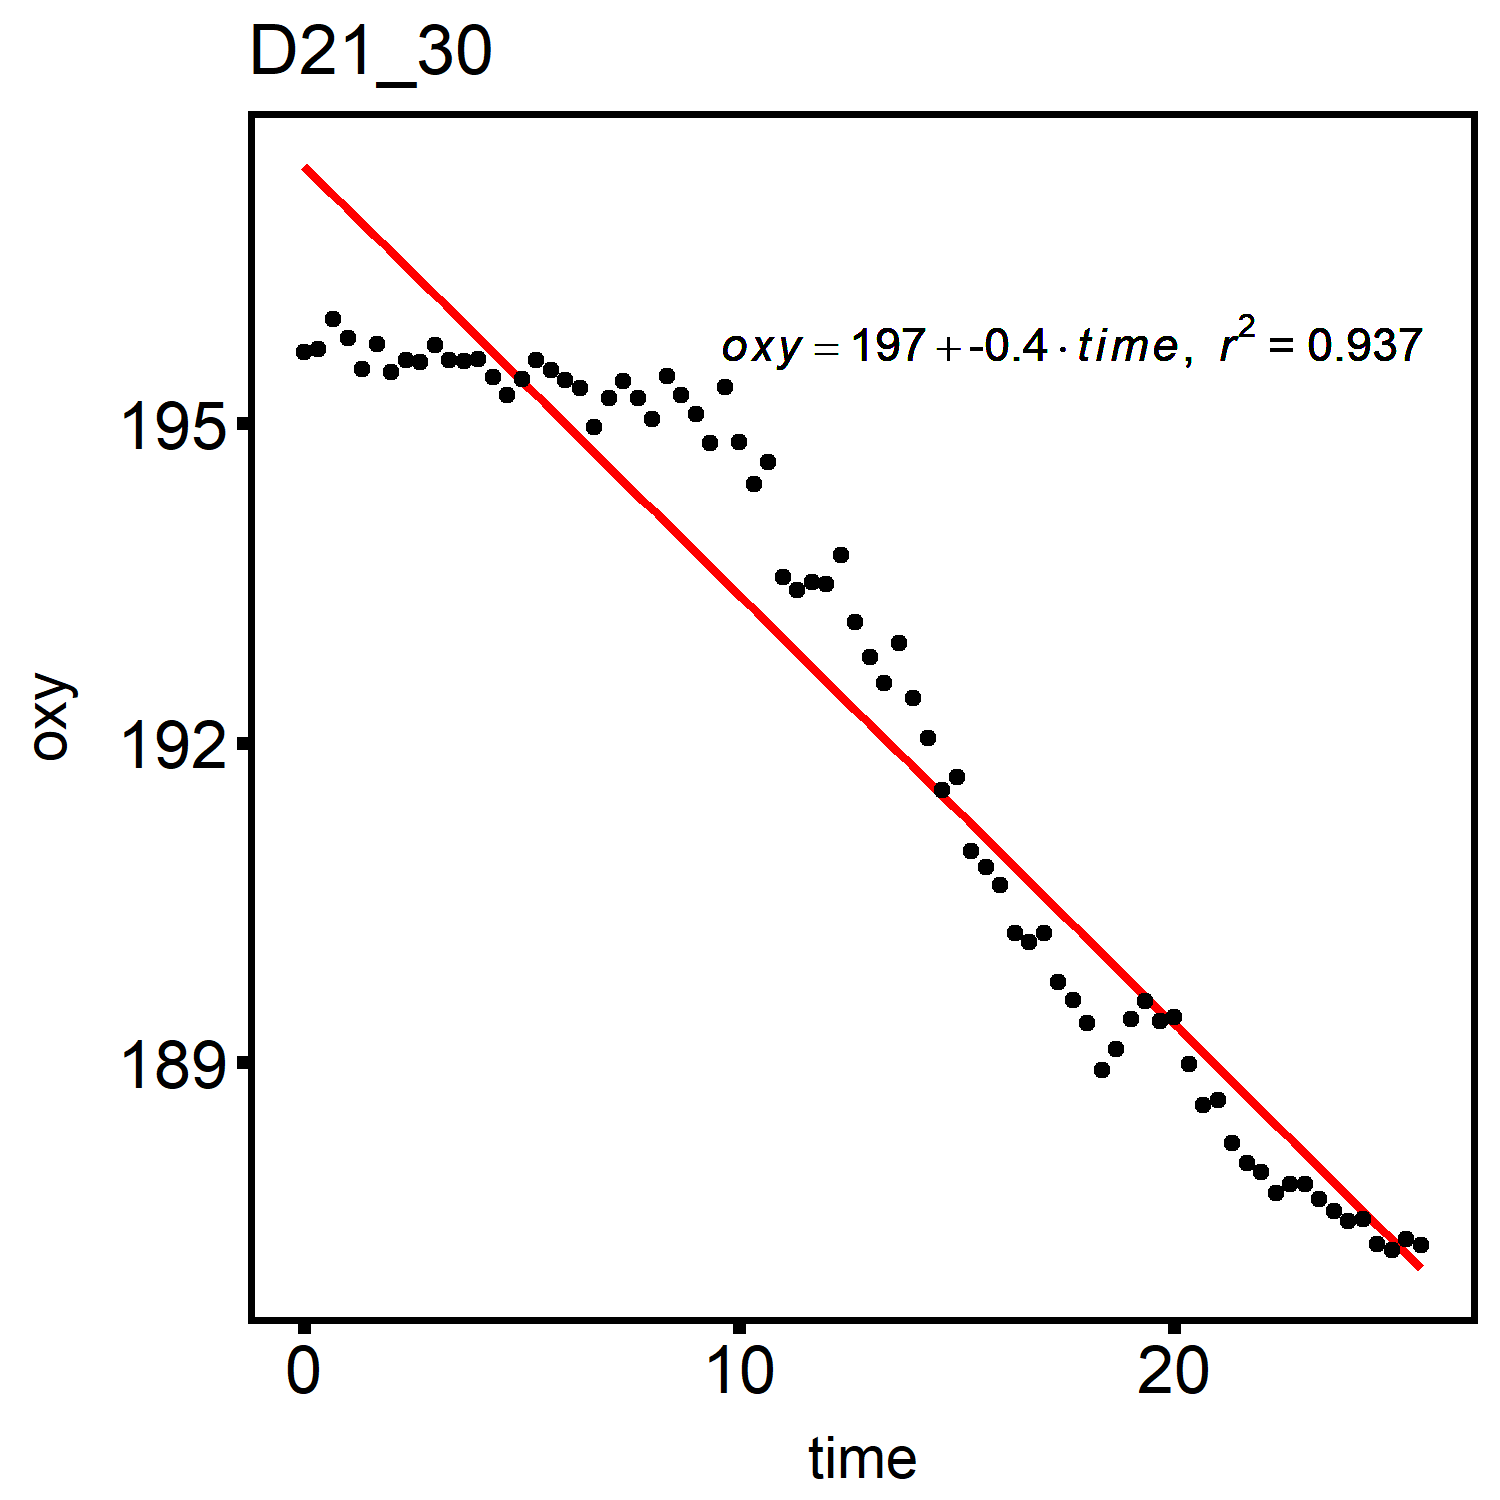 D21_30
oxy = 197 + -0.4 · time, r² = 0.937
195
192
189
oxy
0 10 20
time